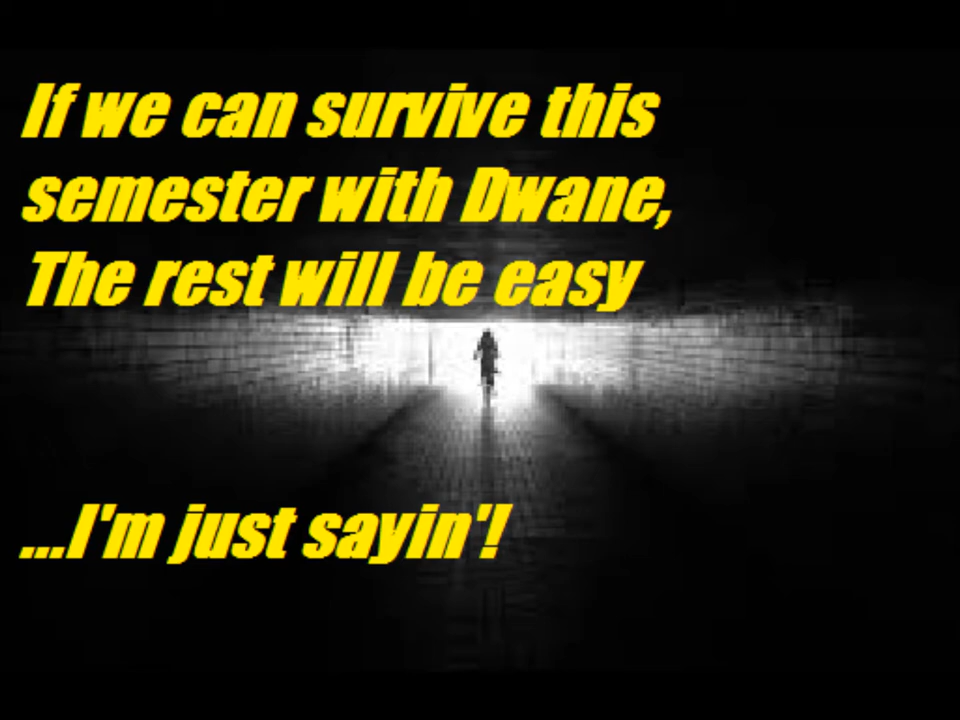 If we can survive this
semester with Dwane,
The rest will be easy
...I'm just sayin'!